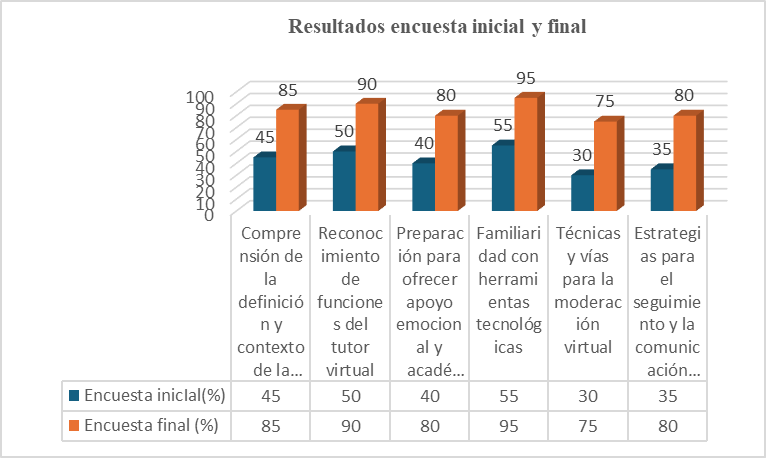 Resultados encuesta inicial y final
100
90
80
70
60
50
40
30
20
10
0
45
85
50
90
40
80
55
95
30
75
35
80
Compre
nsión de
la
definició
n y
contexto
de la...
Reconoc
imiento
de
funcione
s del
tutor
virtual
Preparac
ión para
ofrecer
apoyo
emocion
al y
acadé...
Familiari
dad con
herrami
entas
tecnológ
icas
Técnicas
y vías
para la
moderac
ión
virtual
Estrategi
as para
el
seguimie
nto y la
comunic
ación...
Encuesta inicIal(%) 45 50 40 55 30 35
Encuesta final (%) 85 90 80 95 75 80